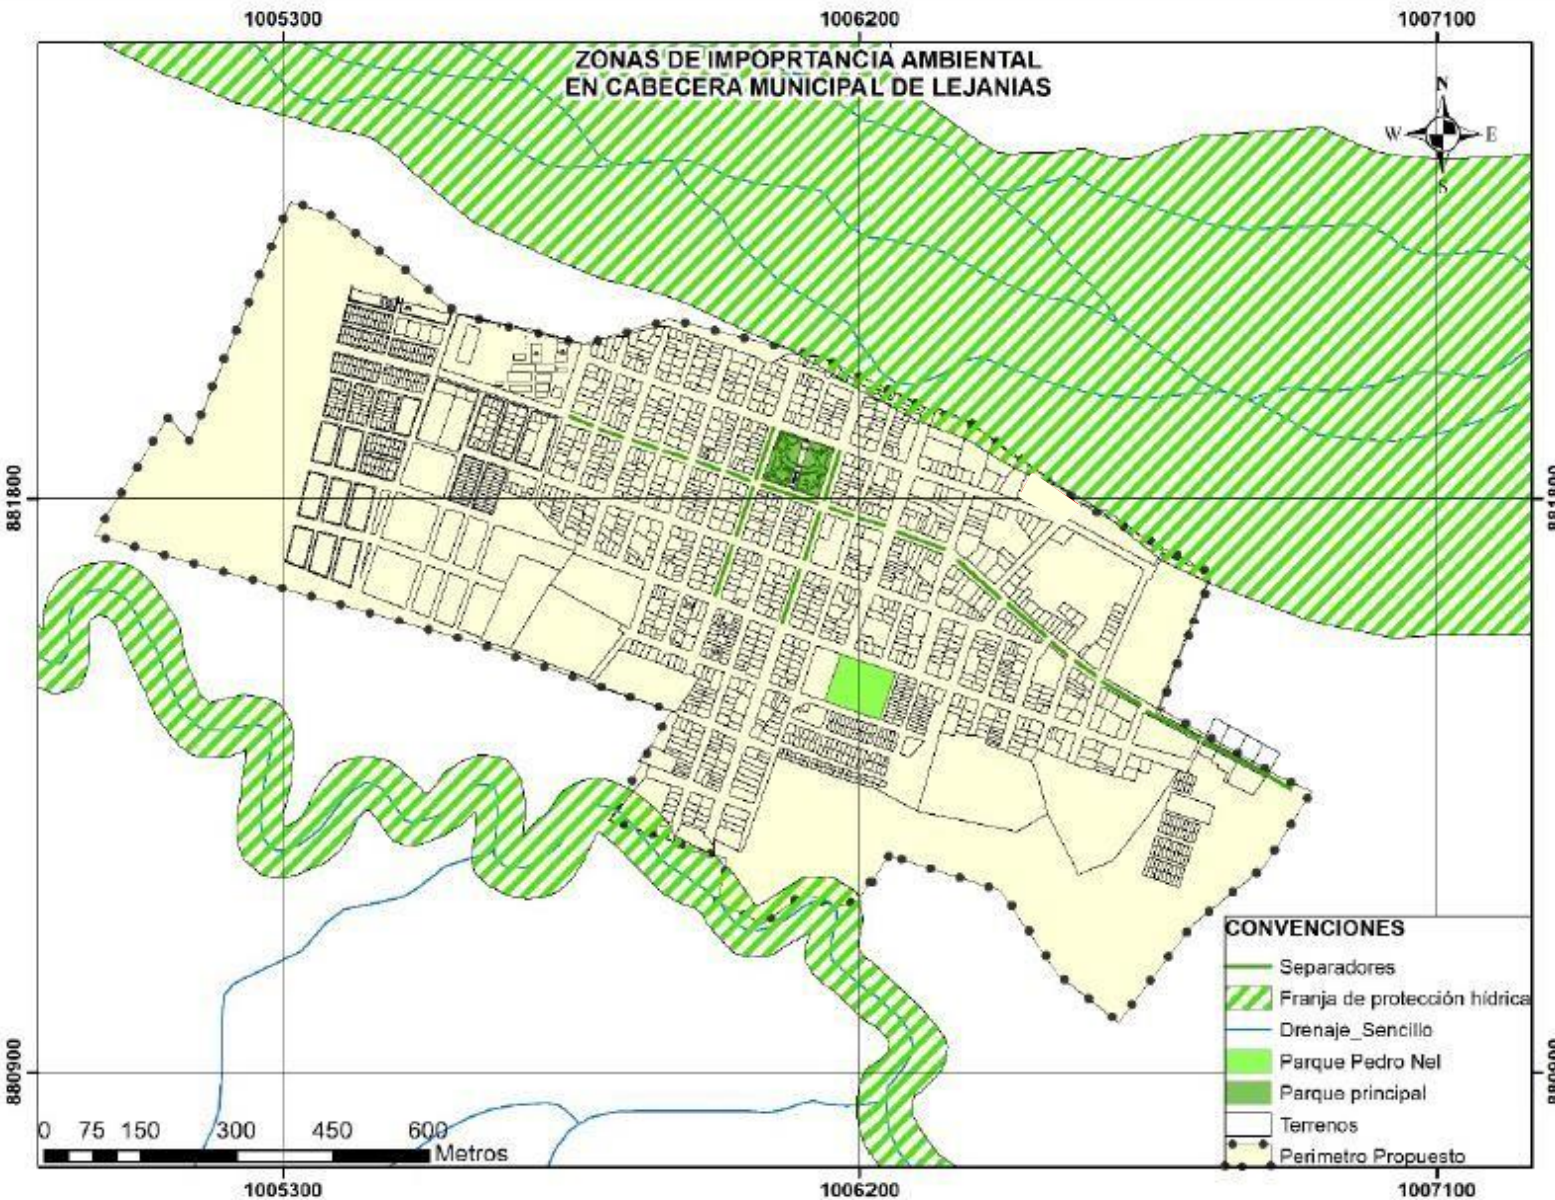 1005300 1006200 1007100
ZONAS DE IMPOPRTANCIA AMBIENTAL
EN CABECERA MUNICIPAL DE LEJANIAS
N
W E
S
881800 881800
CONVENCIONES
Separadores
Franja de protección hídrica
Drenaje_Sencillo
Parque Pedro Nel
Parque principal
Terrenos
Perimetro Propuesto
880900 880900
0 75 150 300 450 600
Metros
1005300 1006200 1007100